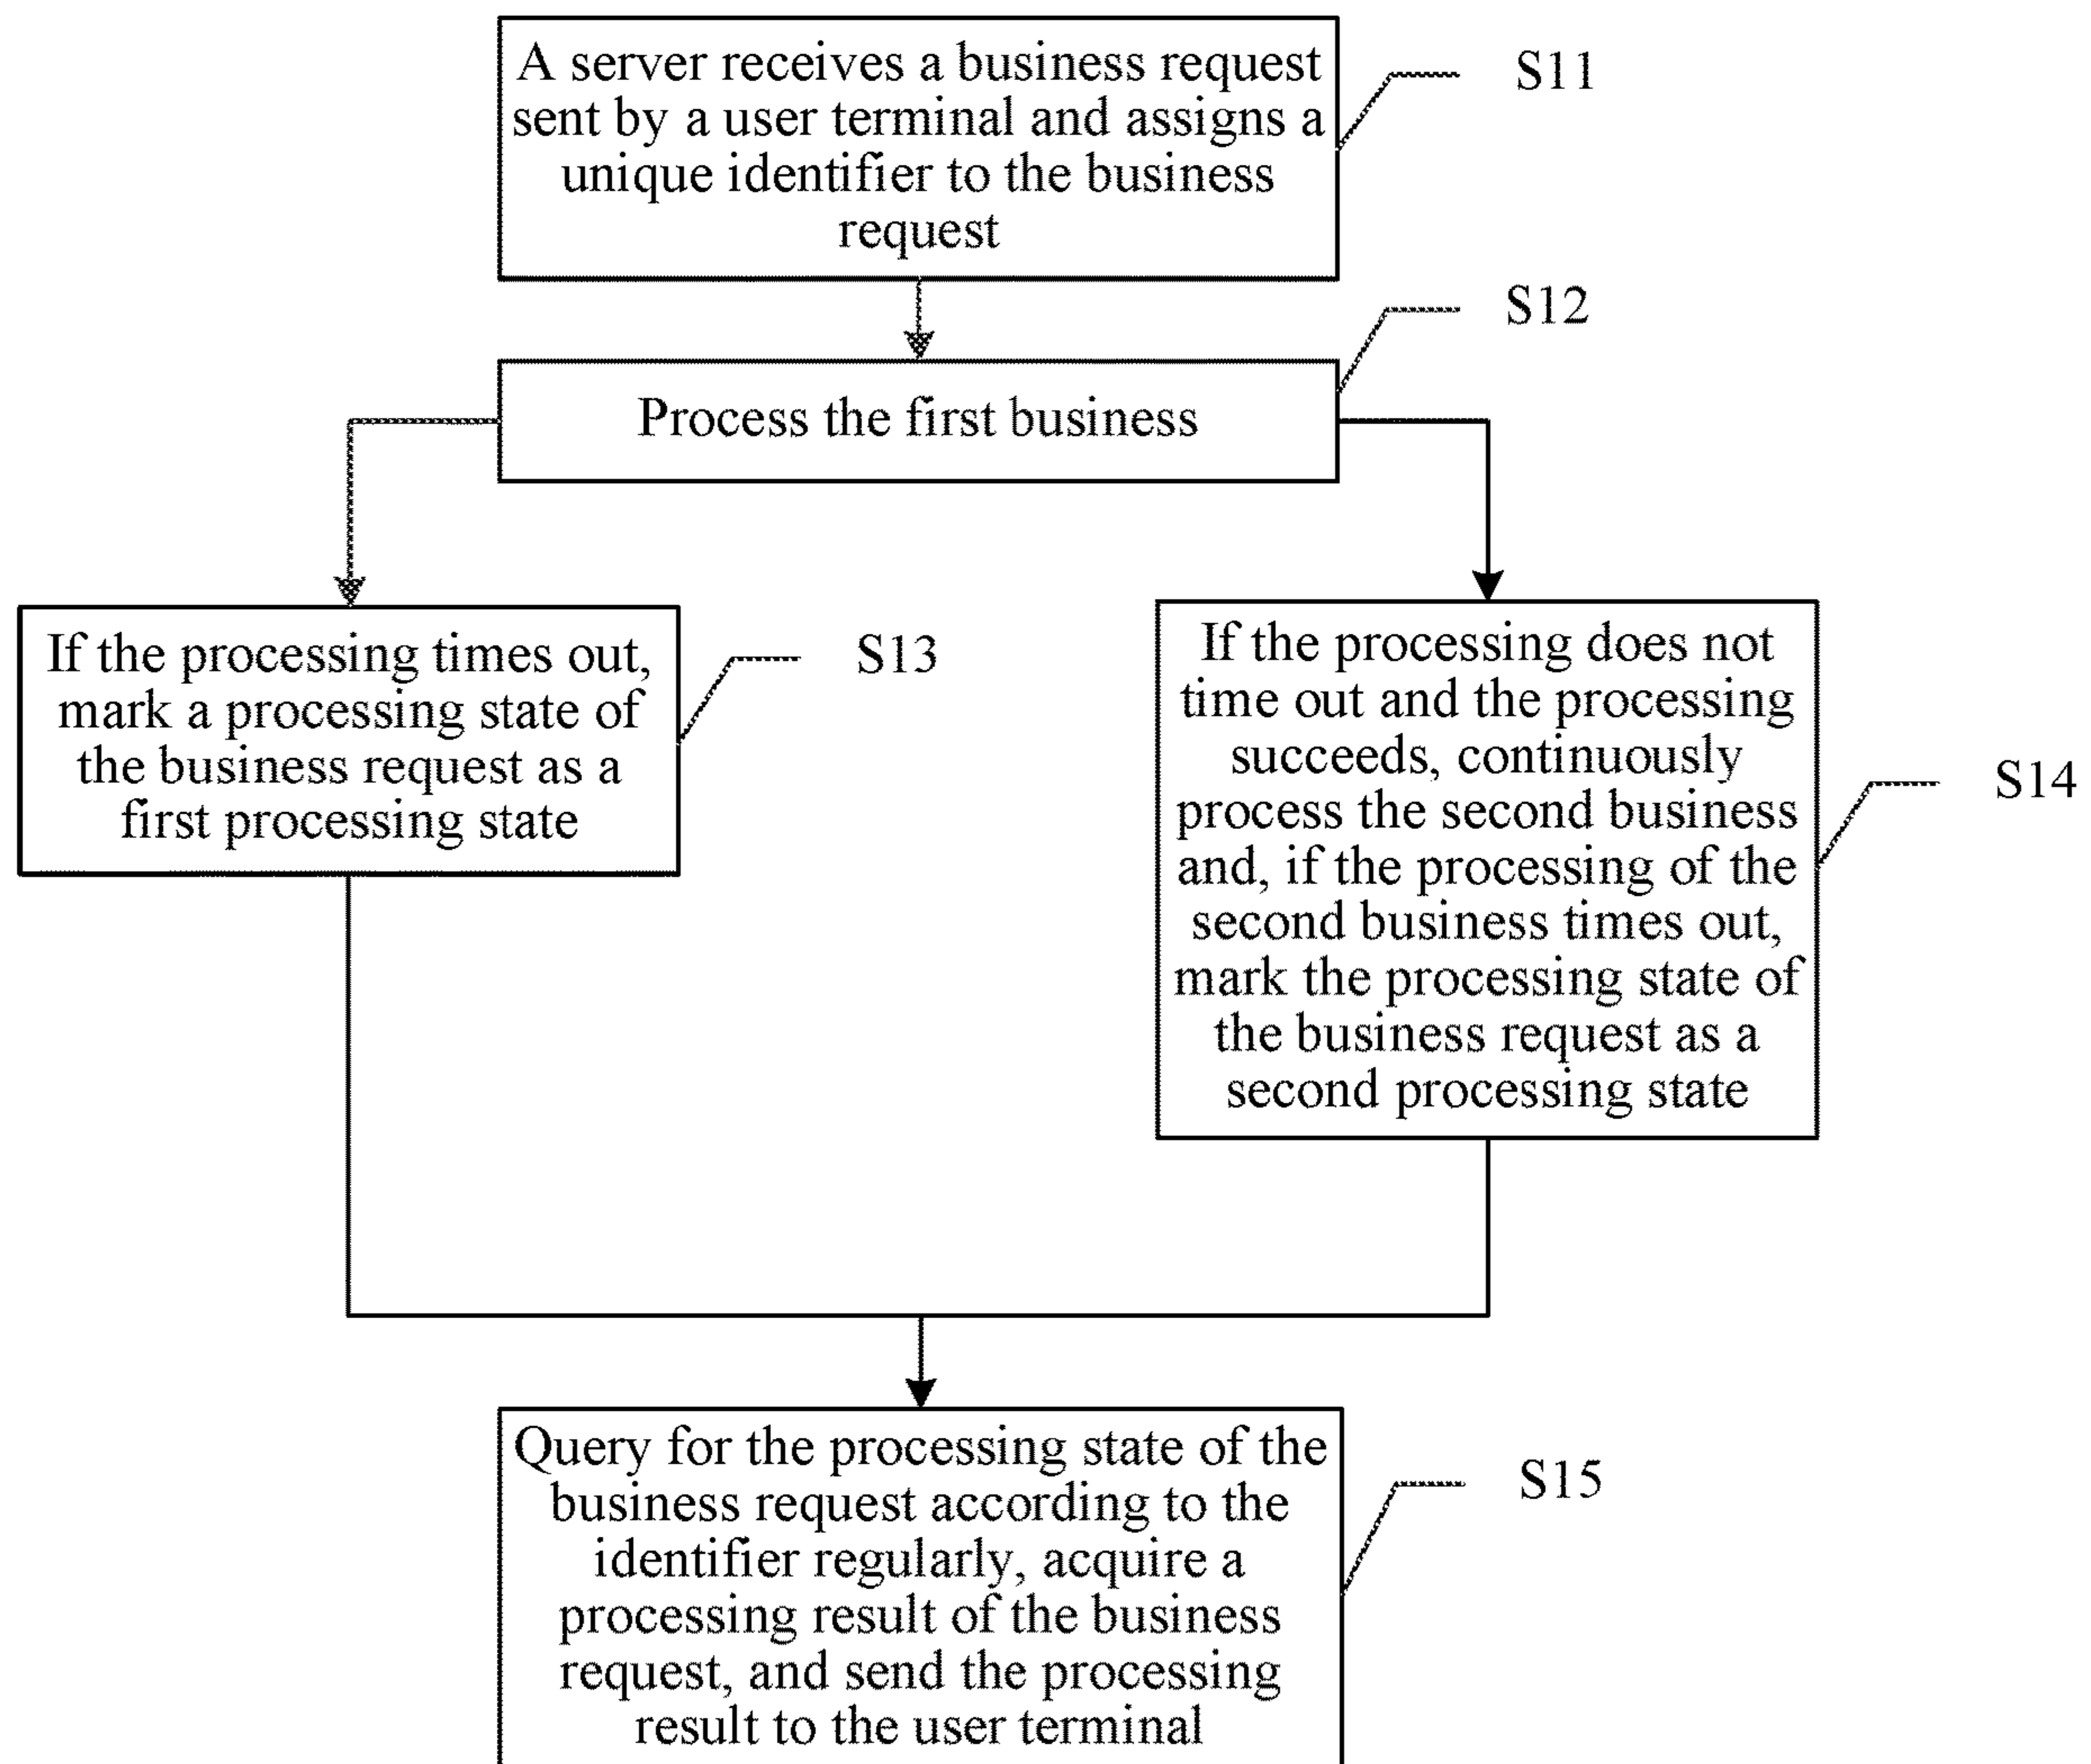 A server receives a business request
sent by a user terminal and assigns a
unique identifier to the business
request
S11
S12
Process the first business
If the processing times out,
mark a processing state of
the business request as a
first processing state
S13
If the processing does not
time out and the processing
succeeds, continuously
process the second business
and, if the processing of the
second business times out,
mark the processing state of
the business request as a
second processing state
S14
Query for the processing state of the
business request according to the
identifier regularly, acquire a
processing result of the business
request, and send the processing
result to the user terminal
S15